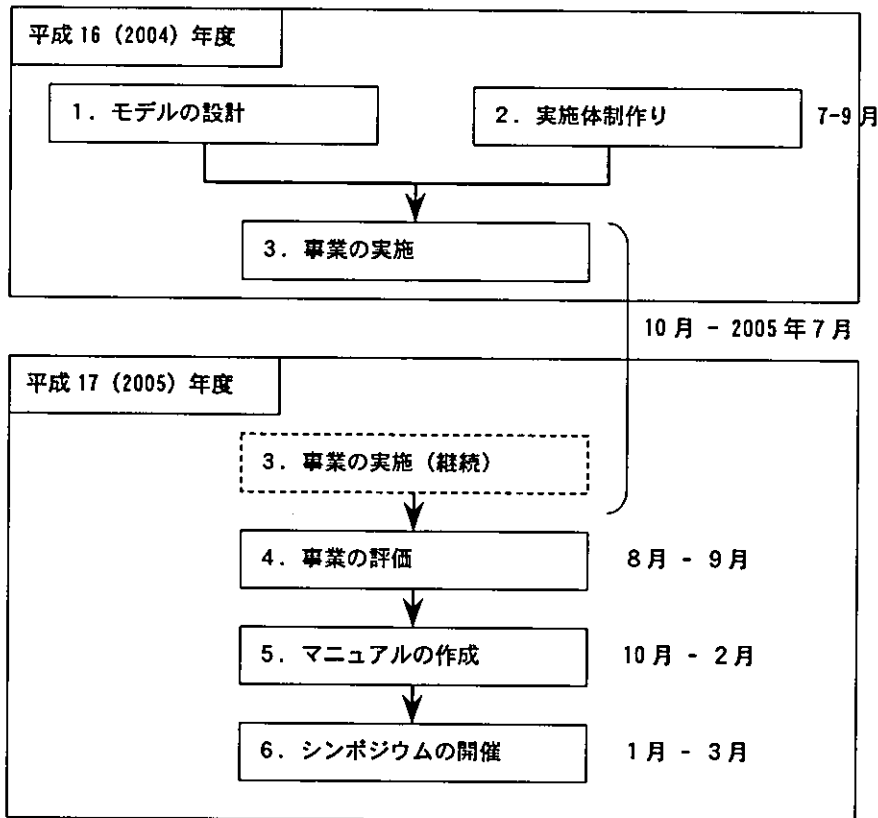 平成16（2004）年度
1．モデルの設計
2．実施体制作り
7-9月
3．事業の実施
10月 - 2005年7月
平成17（2005）年度
3．事業の実施（継続）
4．事業の評価
8月 - 9月
5．マニュアルの作成
10月 - 2月
6．シンポジウムの開催
1月 - 3月